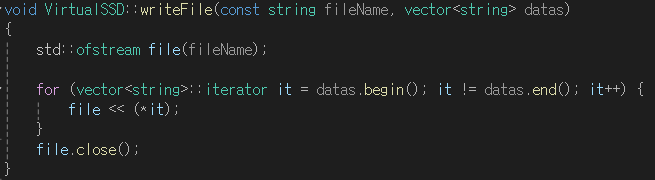 void VirtualSSD::writeFile(const string fileName, vector<string> datas)
{
    std::ofstream file(fileName);

    for (vector<string>::iterator it = datas.begin(); it != datas.end(); it++) {
        file << (*it);
    }
    file.close();
}